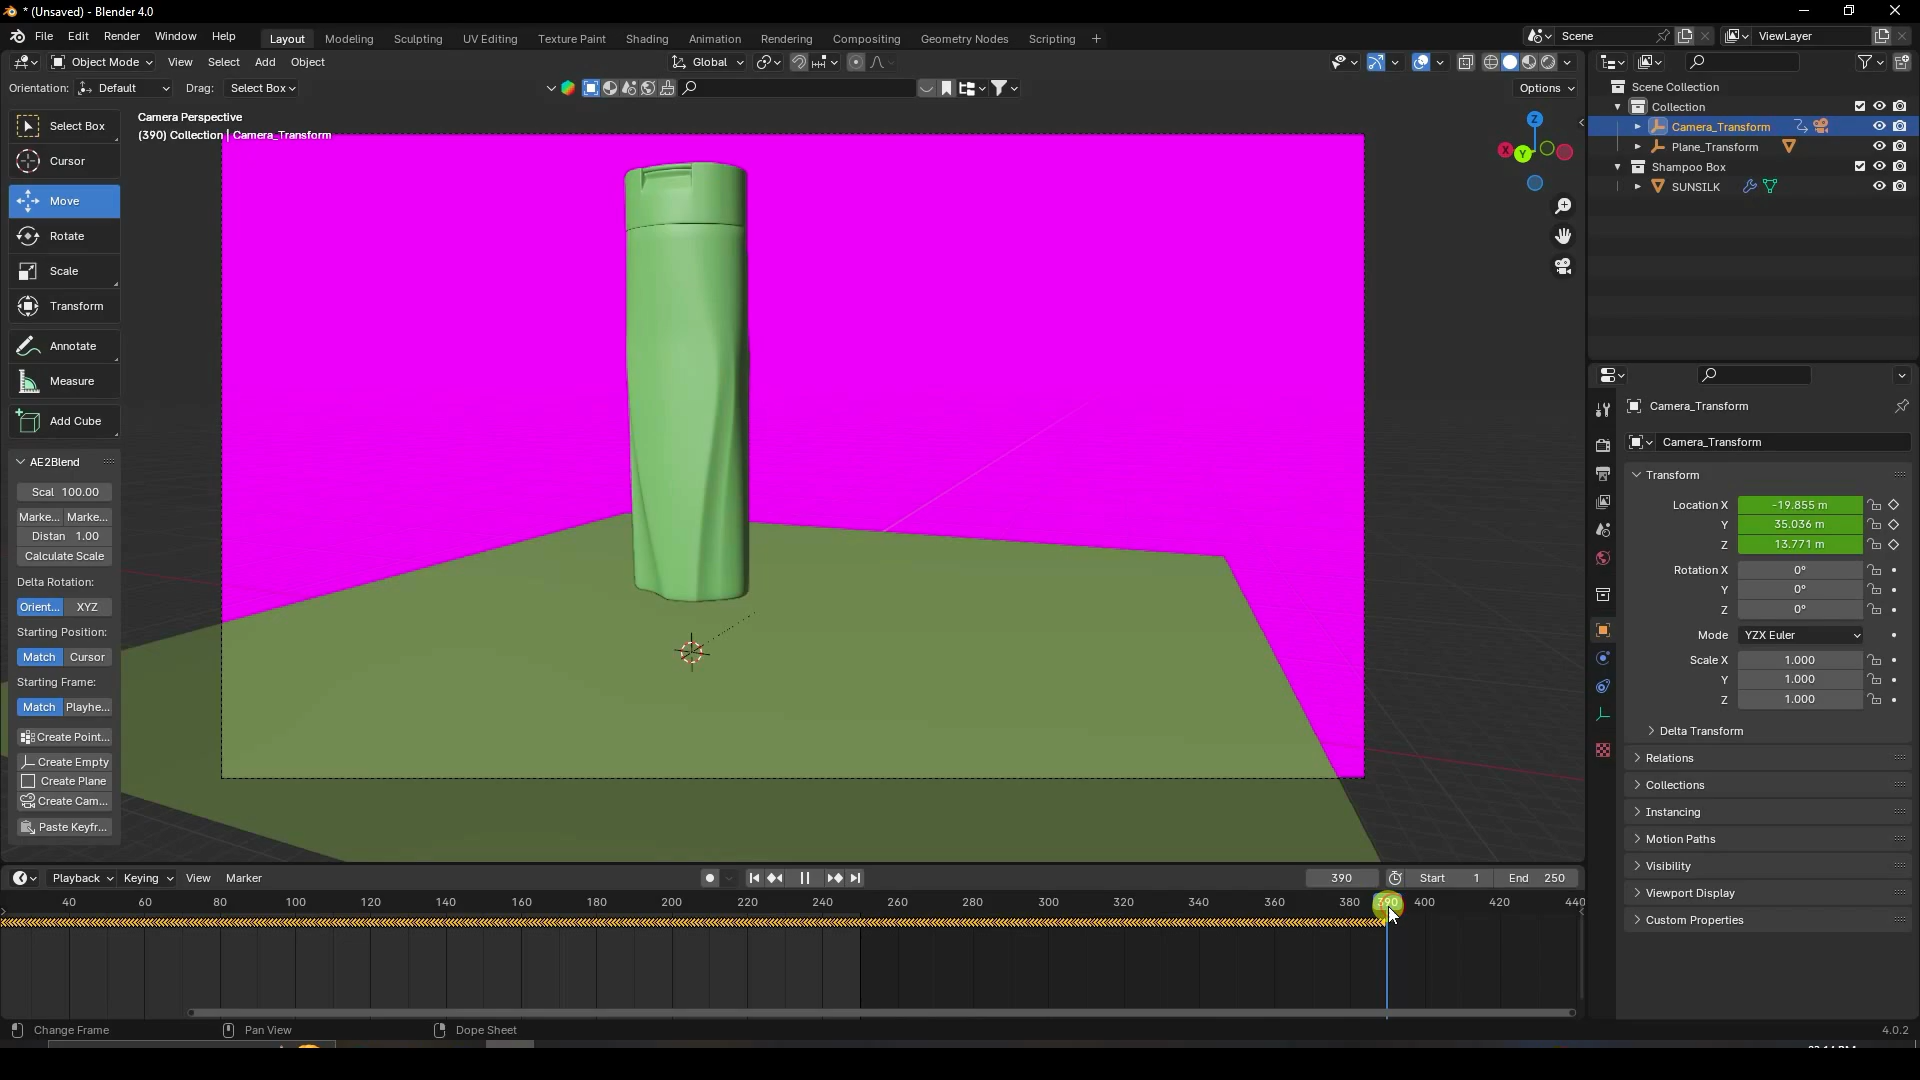 * (Unsaved) - Blender 4.0
File Edit Render Window Help
Layout Modeling Sculpting UV Editing Texture Paint Shading Animation Rendering Compositing Geometry Nodes Scripting +
Scene
ViewLayer
Object Mode View Select Add Object
Global
Orientation: Default Drag: Select Box
Options
Camera Perspective
(390) Collection | Camera_Transform
Select Box
Cursor
Move
Rotate
Scale
Transform
Annotate
Measure
Add Cube
AE2Blend
Scal 100.00
Marke... Marke...
Distan 1.00
Calculate Scale
Delta Rotation:
Orient... XYZ
Starting Position:
Match Cursor
Starting Frame:
Match Playhe...
Create Point...
Create Empty
Create Plane
Create Cam...
Paste Keyfr...
Z
X
Y
Scene Collection
Collection
Camera_Transform
Plane_Transform
Shampoo Box
SUNSILK
Camera_Transform
Camera_Transform
Transform
Location X -19.855 m
Y 35.036 m
Z 13.771 m
Rotation X 0°
Y 0°
Z 0°
Mode YZX Euler
Scale X 1.000
Y 1.000
Z 1.000
Delta Transform
Relations
Collections
Instancing
Motion Paths
Visibility
Viewport Display
Custom Properties
Playback Keying View Marker
390 Start 1 End 250
40 60 80 100 120 140 160 180 200 220 240 260 280 300 320 340 360 380 390 400 420 440
Change Frame Pan View Dope Sheet
4.0.2